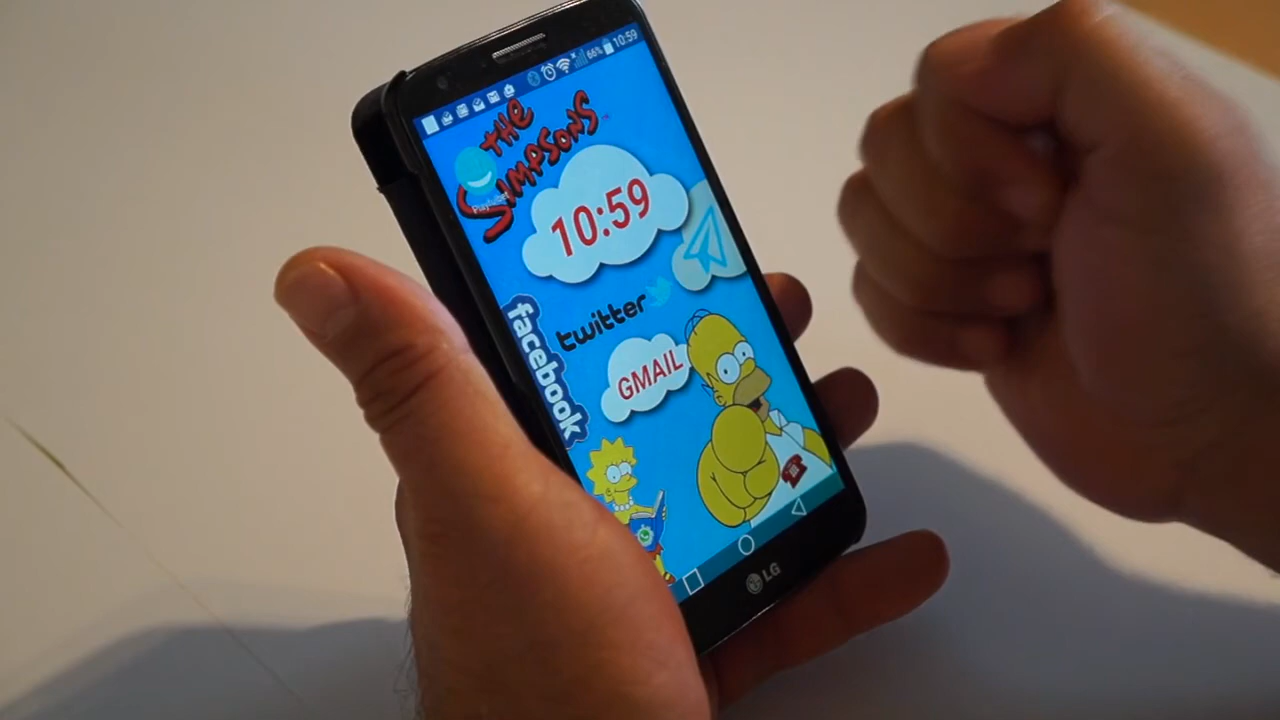 66% 10:59
THE
SIMPSONS
10:59
twitter
facebook
GMAIL
LG